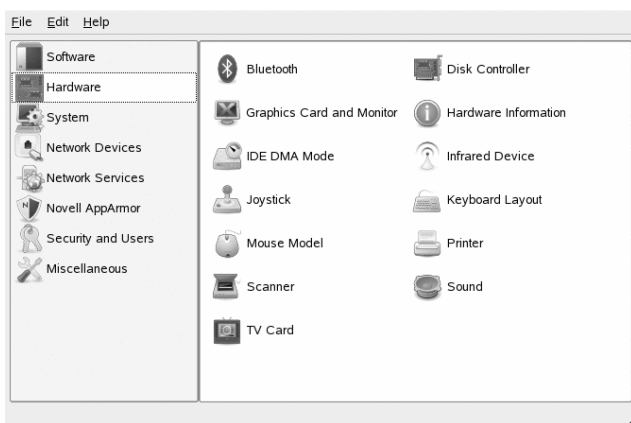 File Edit Help
Software
Hardware
System
Network Devices
Network Services
Novell AppArmor
Security and Users
Miscellaneous
Bluetooth
Disk Controller
Graphics Card and Monitor
Hardware Information
IDE DMA Mode
Infrared Device
Joystick
Keyboard Layout
Mouse Model
Printer
Scanner
Sound
TV Card